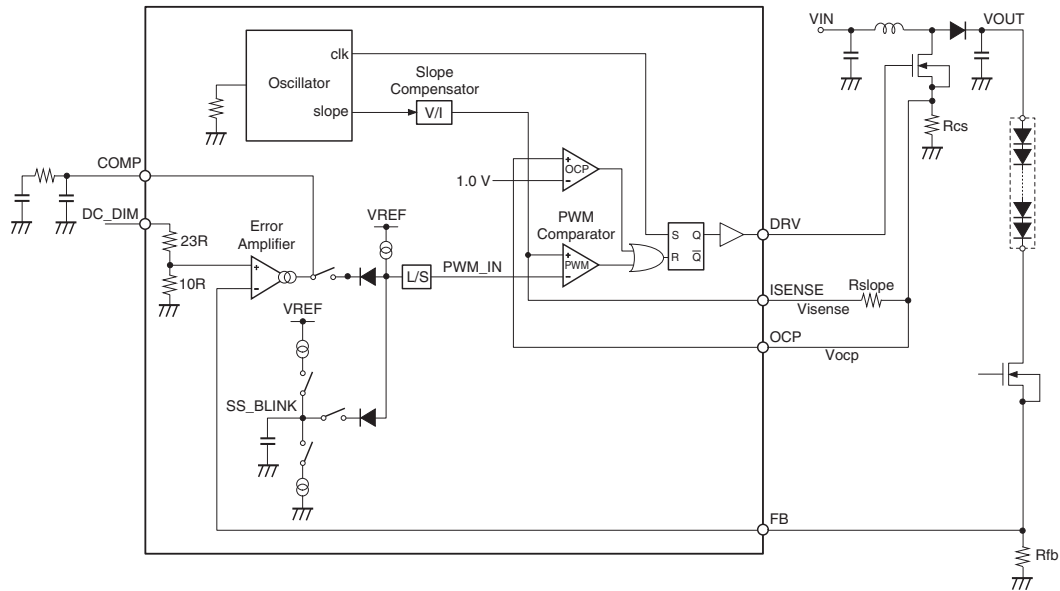 VIN
VOUT
clk
Oscillator
slope
Slope
Compensator
V/I
Rcs
COMP
+
OCP
−
1.0 V
DC_DIM
23R
10R
Error
Amplifier
+
−
VREF
L/S
PWM_IN
PWM
Comparator
+
PWM
−
S Q
R Q̅
DRV
ISENSE
Rslope
Visense
OCP
Vocp
VREF
SS_BLINK
FB
Rfb